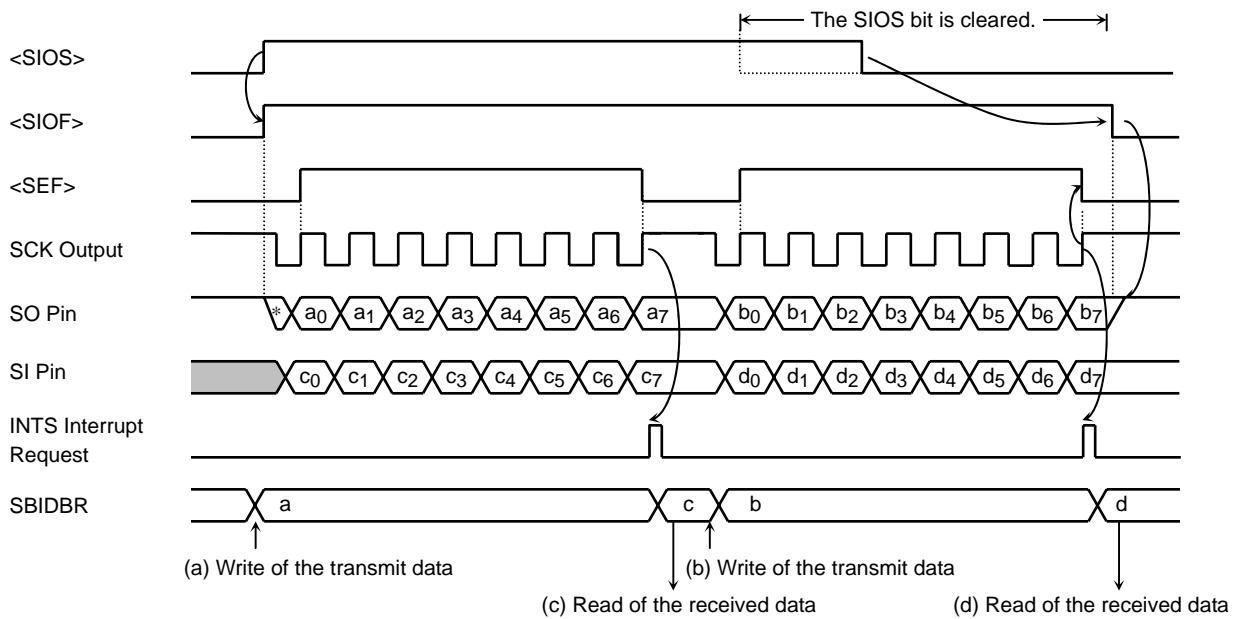 The SIOS bit is cleared.
<SIOS>
<SIOF>
<SEF>
SCK Output
SO Pin * a0 a1 a2 a3 a4 a5 a6 a7 b0 b1 b2 b3 b4 b5 b6 b7
SI Pin c0 c1 c2 c3 c4 c5 c6 c7 d0 d1 d2 d3 d4 d5 d6 d7
INTS Interrupt
Request
SBIDBR a c b d
(a) Write of the transmit data (b) Write of the transmit data
(c) Read of the received data (d) Read of the received data